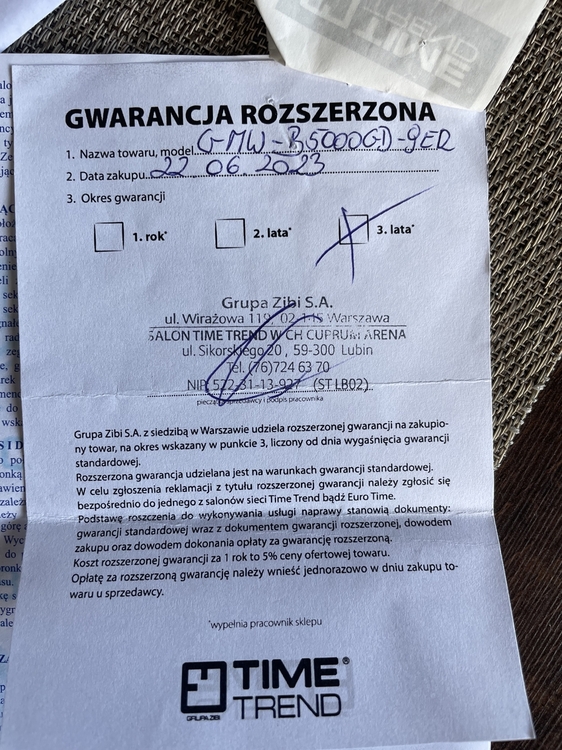 TIME
TREND
GWARANCJA ROZSZERZONA
1. Nazwa towaru, model GMW-B5000GD-9ER
2. Data zakupu 22 06 2023
3. Okres gwarancji
1. rok*
2. lata*
3. lata*
Grupa Zibi S.A.
ul. Wirażowa 119, 02-145 Warszawa
SALON TIME TREND W CH CUPRUM ARENA
ul. Sikorskiego 20 , 59-300 Lubin
Tel. (76)724 63 70
NIP 522-31-13-927 (ST LB02)
pieczęć sprzedawcy i podpis pracownika
Grupa Zibi S.A. z siedzibą w Warszawie udziela rozszerzonej gwarancji na zakupio-
ny towar, na okres wskazany w punkcie 3, liczony od dnia wygaśnięcia gwarancji
standardowej.
Rozszerzona gwarancja udzielana jest na warunkach gwarancji standardowej.
W celu zgłoszenia reklamacji z tytułu rozszerzonej gwarancji należy zgłosić się
bezpośrednio do jednego z salonów sieci Time Trend bądź Euro Time.
Podstawę roszczenia do wykonywania usługi naprawy stanowią dokumenty:
gwarancji standardowej wraz z dokumentem gwarancji rozszerzonej, dowodem
zakupu oraz dowodem dokonania opłaty za gwarancję rozszerzoną.
Koszt rozszerzonej gwarancji za 1 rok to 5% ceny ofertowej towaru.
Opłatę za rozszerzoną gwarancję należy wnieść jednorazowo w dniu zakupu to-
waru u sprzedawcy.
*wypełnia pracownik sklepu
TIME®
TREND
GRUPA ZIBI